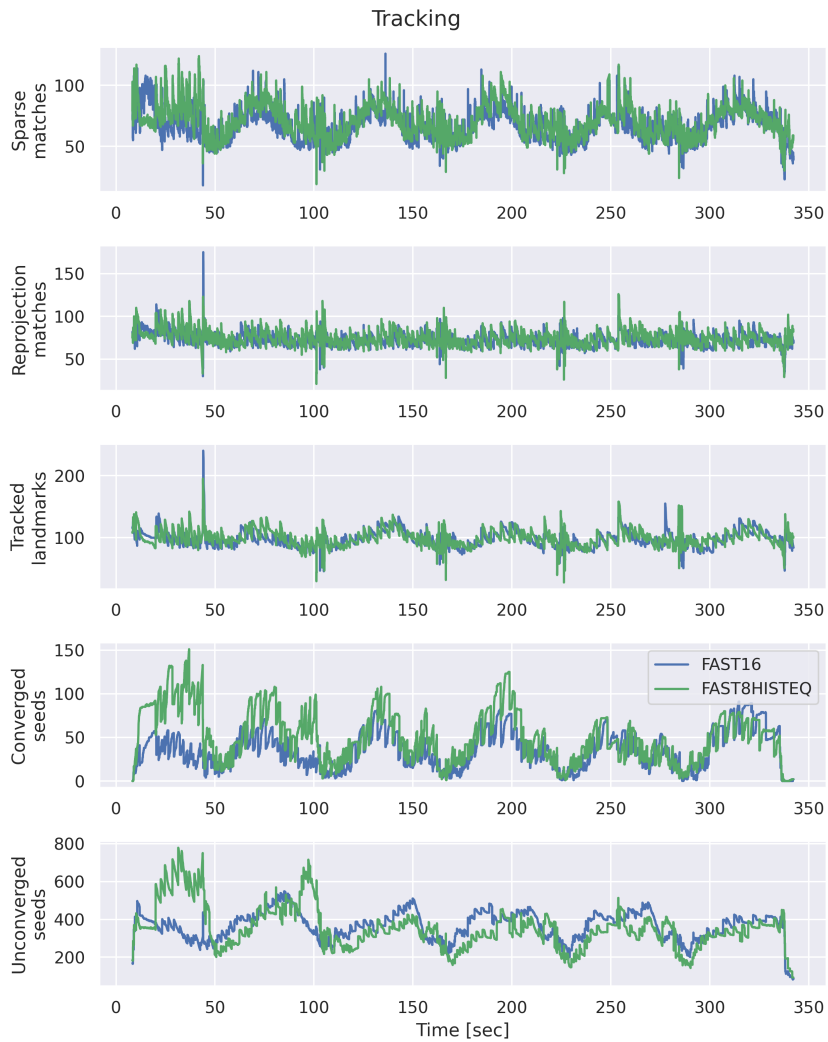 Tracking
Sparse
matches
100
50
0 50 100 150 200 250 300 350
Reprojection
matches
150
100
50
0 50 100 150 200 250 300 350
Tracked
landmarks
200
100
0 50 100 150 200 250 300 350
Converged
seeds
150
100
50
0
FAST16
FAST8HISTEQ
0 50 100 150 200 250 300 350
Unconverged
seeds
800
600
400
200
0 50 100 150 200 250 300 350
Time [sec]